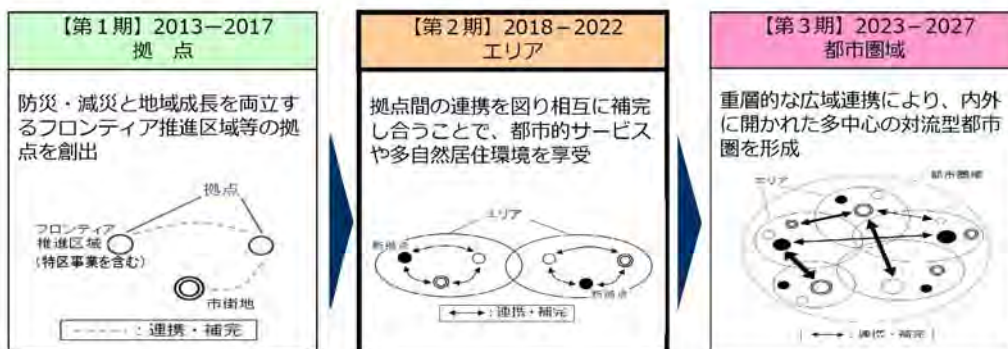 【第1期】2013―2017
拠 点
防災・減災と地域成長を両立す
るフロンティア推進区域等の拠
点を創出
拠点
フロンティア
推進区域
(特区事業を含む)
市街地
:連携・補完
【第2期】2018-2022
エリア
拠点間の連携を図り相互に補完
し合うことで、都市的サービス
や多自然居住環境を享受
エリア
新拠点
新拠点
:連携・補完
【第3期】2023-2027
都市圏域
重層的な広域連携により、内外
に開かれた多中心の対流型都市
圏を形成
エリア
都市圏域
:連携・補完